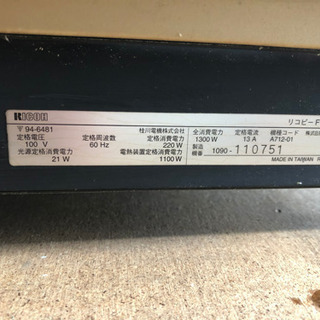 RICOH
〒94-6481 桂川電機株式会社 全消費電力 定格電流 機種コード リコピー F
定格電圧 定格周波数 定格消費電力 1300 W 13 A A712-01
100 V 60 Hz 220 W 製造
光源定格消費電力 電熱装置定格消費電力 機番 1090 - 110751
21 W 1100 W MADE IN TAIWAN